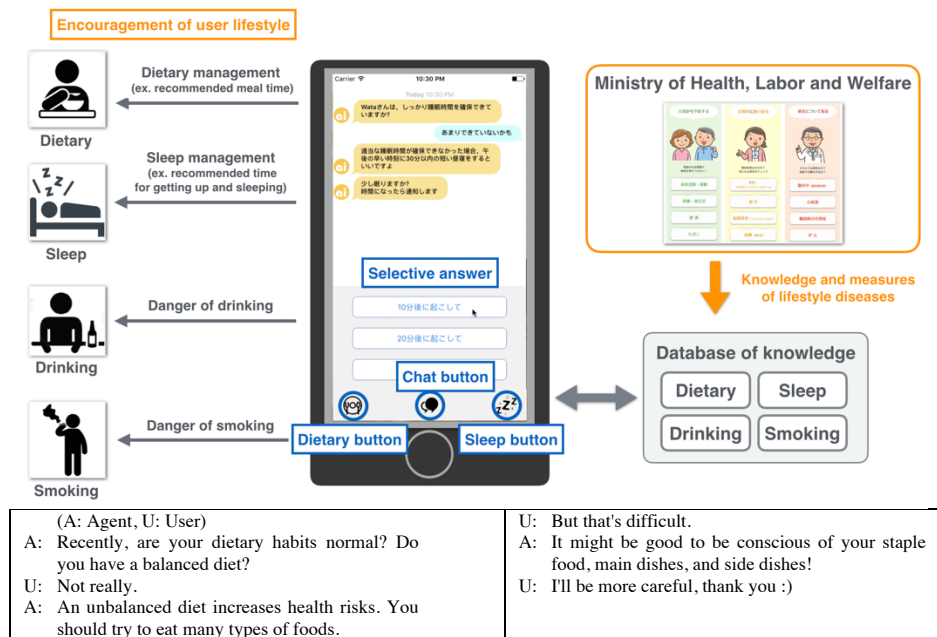 Encouragement of user lifestyle
Dietary
Dietary management
(ex. recommended meal time)
Sleep
Sleep management
(ex. recommended time
for getting up and sleeping)
Drinking
Danger of drinking
Smoking
Danger of smoking
Carrier
10:30 PM
Today 10:30 PM
ai
Wataさんは、しっかり睡眠時間を確保できて
いますか?
あまりできていないかも
ai
適当な睡眠時間が確保できなかった場合、午
後の早い時刻に30分以内の短い昼寝をすると
いいですよ
ai
少し眠りますか?
時間になったら通知します
Selective answer
10分後に起こして
20分後に起こして
Chat button
Dietary button
Sleep button
Ministry of Health, Labor and Welfare
Knowledge and measures
of lifestyle diseases
Database of knowledge
Dietary
Sleep
Drinking
Smoking
(A: Agent, U: User)
A: Recently, are your dietary habits normal? Do
you have a balanced diet?
U: Not really.
A: An unbalanced diet increases health risks. You
should try to eat many types of foods.
U: But that's difficult.
A: It might be good to be conscious of your staple
food, main dishes, and side dishes!
U: I'll be more careful, thank you :)